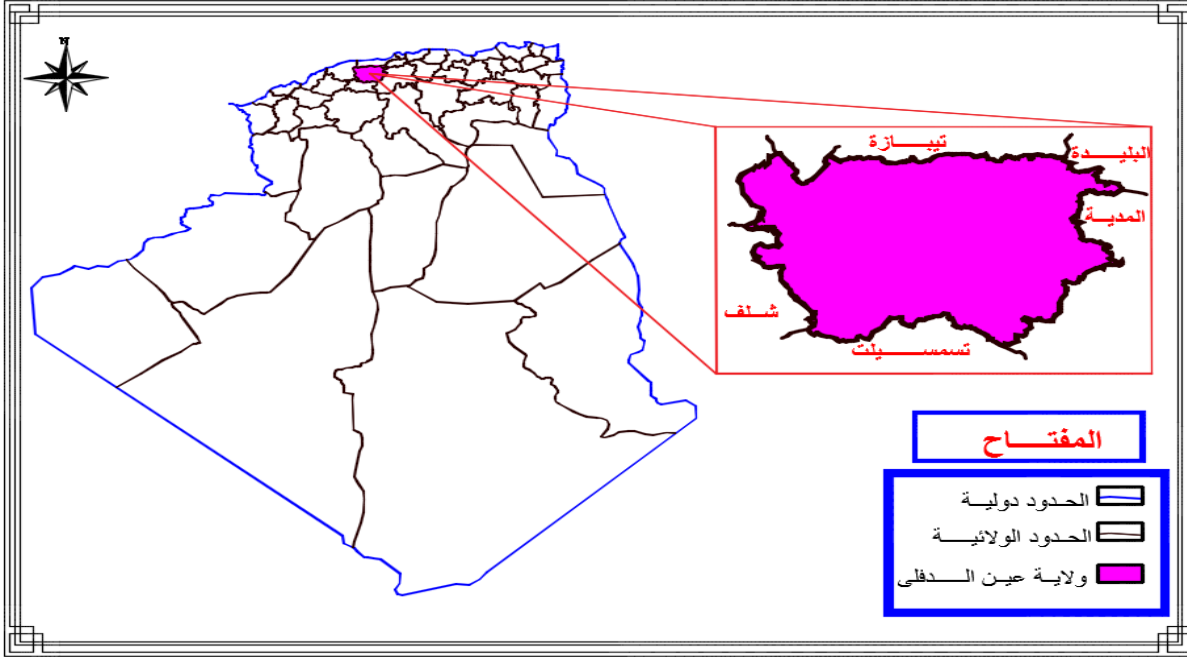 N
تيبازة
البليدة
المدية
شلف
تسمسيلت
المفتاح
الحدود دولية
الحدود الولائية
ولاية عين الدفلى